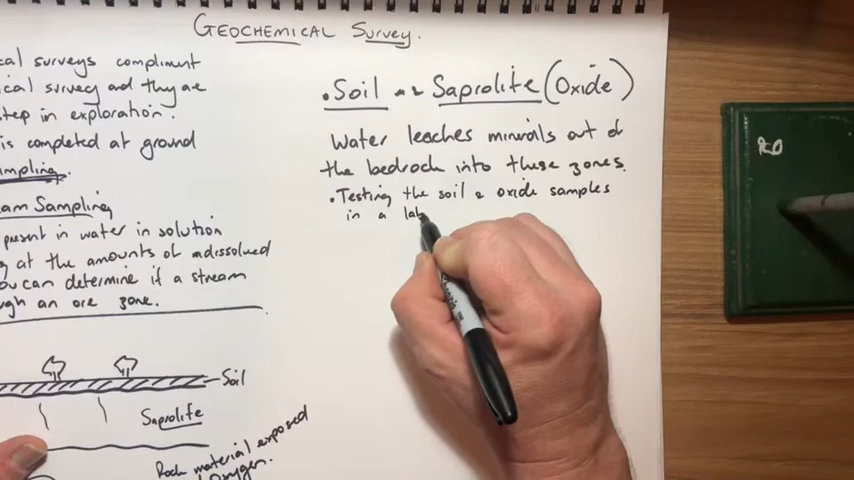 GEOCHEMICAL SURVEY.
cal surveys compliment
ical survey and they are
step in exploration.
is completed at ground
mpling.
am Sampling
present in water in solution
g at the amounts of a dissolved
ou can determine if a stream
ugh an ore zone.
Soil
Saprolite
Rock material exposed
Oxygen.
• Soil & Saprolite (Oxide)
Water leaches minerals out of
the bedrock into these zones.
• Testing the soil & oxide samples
in a lab